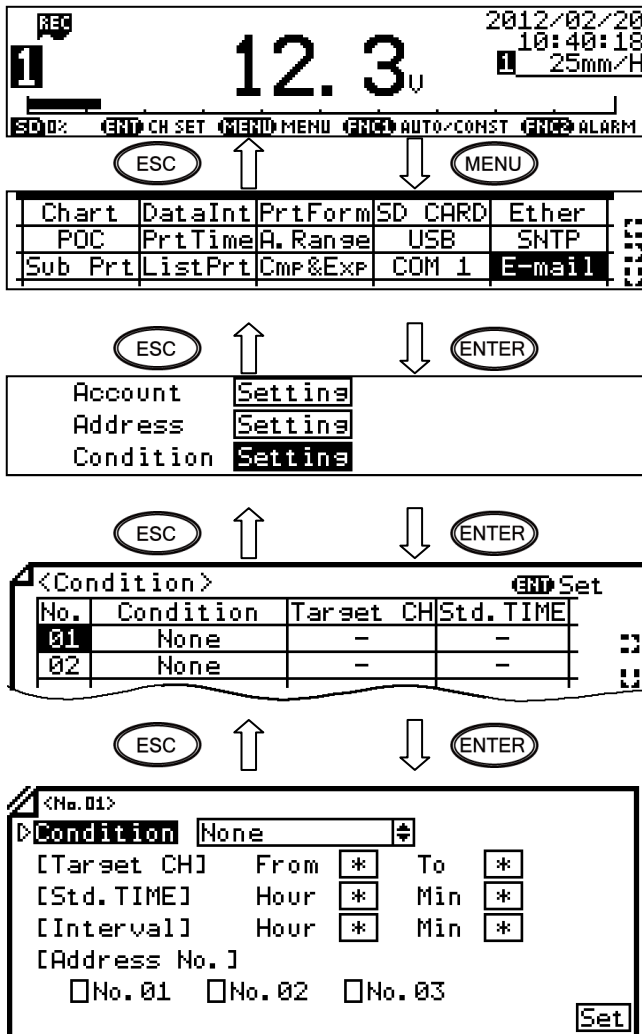 REC
2012/02/20
10:40:18
1 12.3V 1 25mm/H
SD 0% ENT CH SET MENU MENU FNC1 AUTO/CONST FNC2 ALARM
ESC MENU
Chart DataInt PrtForm SD CARD Ether
POC PrtTime A.Range USB SNTP
Sub Prt ListPrt Cmp&Exp COM 1 E-mail
ESC ENTER
Account Setting
Address Setting
Condition Setting
ESC ENTER
<Condition> ENT Set
No. Condition Target CH Std.TIME
01 None – –
02 None – –
ESC ENTER
<No.01>
Condition None
[Target CH] From * To *
[Std.TIME] Hour * Min *
[Interval] Hour * Min *
[Address No.]
No.01 No.02 No.03
Set